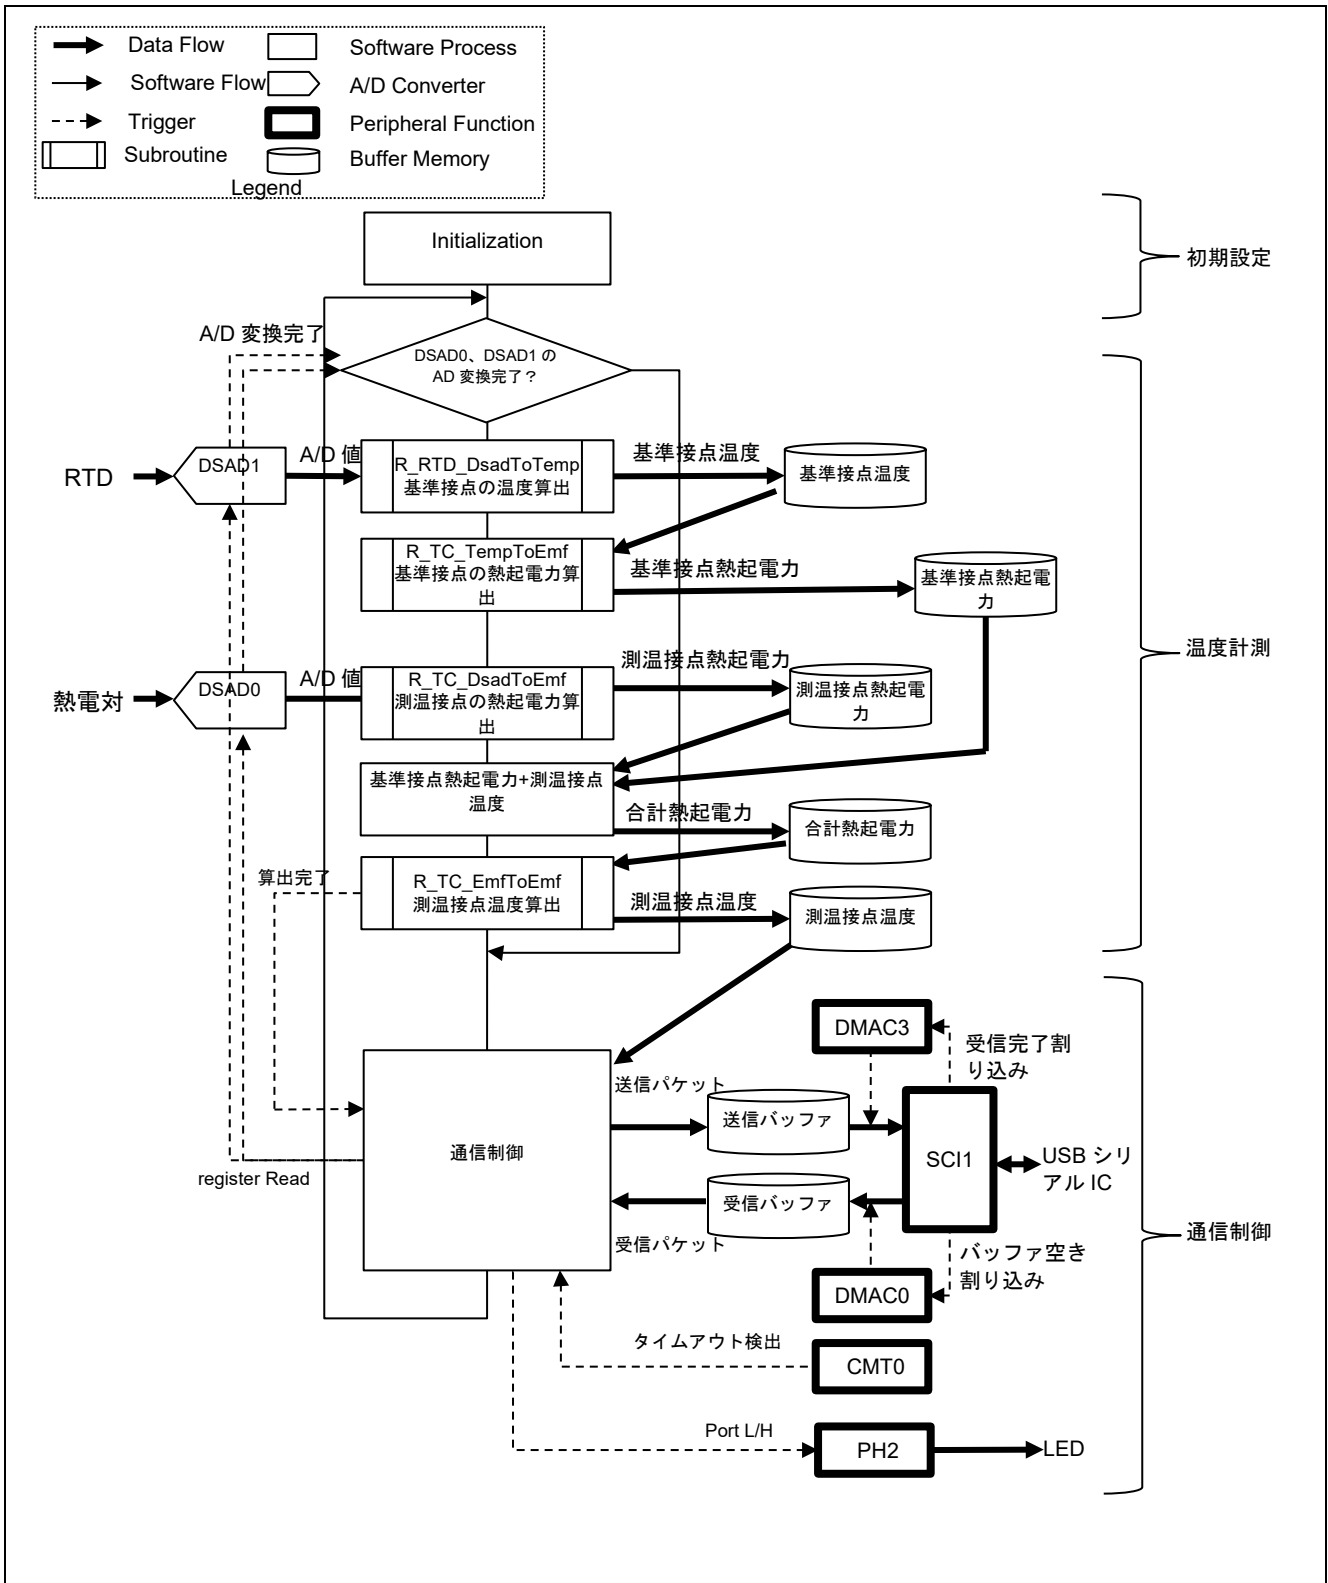 Data Flow
Software Process
Software Flow
A/D Converter
Trigger
Peripheral Function
Subroutine
Buffer Memory
Legend
Initialization
初期設定
A/D 変換完了
DSAD0、DSAD1 の
AD 変換完了？
RTD
DSAD1
A/D 値
R_RTD_DsadToTemp
基準接点の温度算出
基準接点温度
基準接点温度
R_TC_TempToEmf
基準接点の熱起電力算
出
基準接点熱起電力
基準接点熱起電
力
温度計測
熱電対
DSAD0
A/D 値
R_TC_DsadToEmf
測温接点の熱起電力算
出
測温接点熱起電力
測温接点熱起電
力
基準接点熱起電力+測温接点
温度
合計熱起電力
合計熱起電力
算出完了
R_TC_EmfToEmf
測温接点温度算出
測温接点温度
測温接点温度
DMAC3
受信完了割
り込み
送信パケット
送信バッファ
通信制御
register Read
SCI1
USB シリ
アル IC
受信バッファ
受信パケット
バッファ空き
割り込み
通信制御
DMAC0
タイムアウト検出
CMT0
Port L/H
PH2
LED